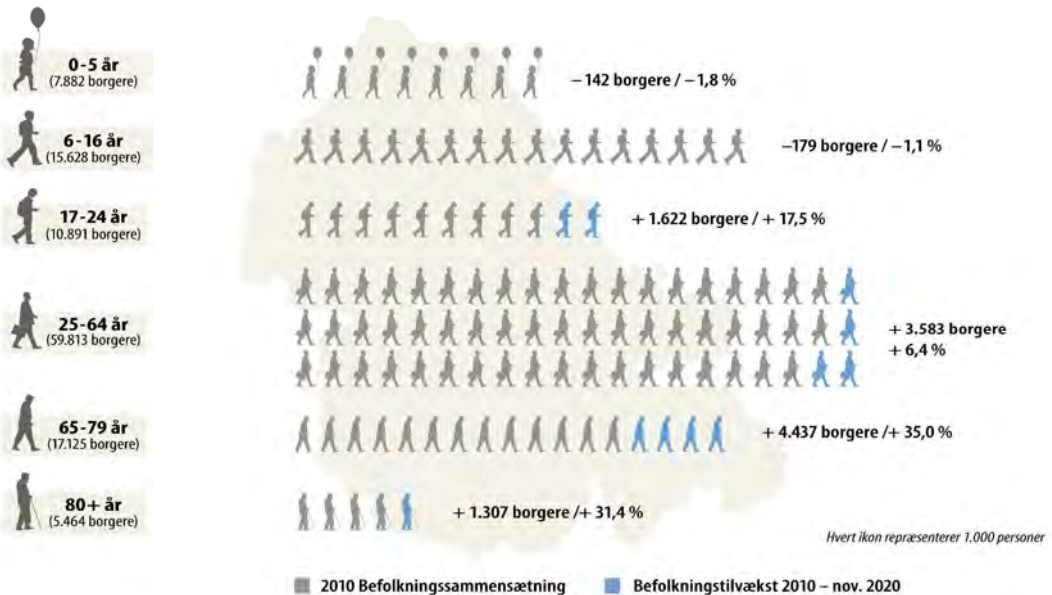 0-5 år
(7.882 borgere)
– 142 borgere / – 1,8 %
6-16 år
(15.628 borgere)
–179 borgere / – 1,1 %
17-24 år
(10.891 borgere)
+ 1.622 borgere / + 17,5 %
25-64 år
(59.813 borgere)
+ 3.583 borgere
+ 6,4 %
65-79 år
(17.125 borgere)
+ 4.437 borgere /+ 35,0 %
80+ år
(5.464 borgere)
+ 1.307 borgere /+ 31,4 %
Hvert ikon repræsenterer 1.000 personer
2010 Befolkningssammensætning
Befolkningstilvækst 2010 – nov. 2020